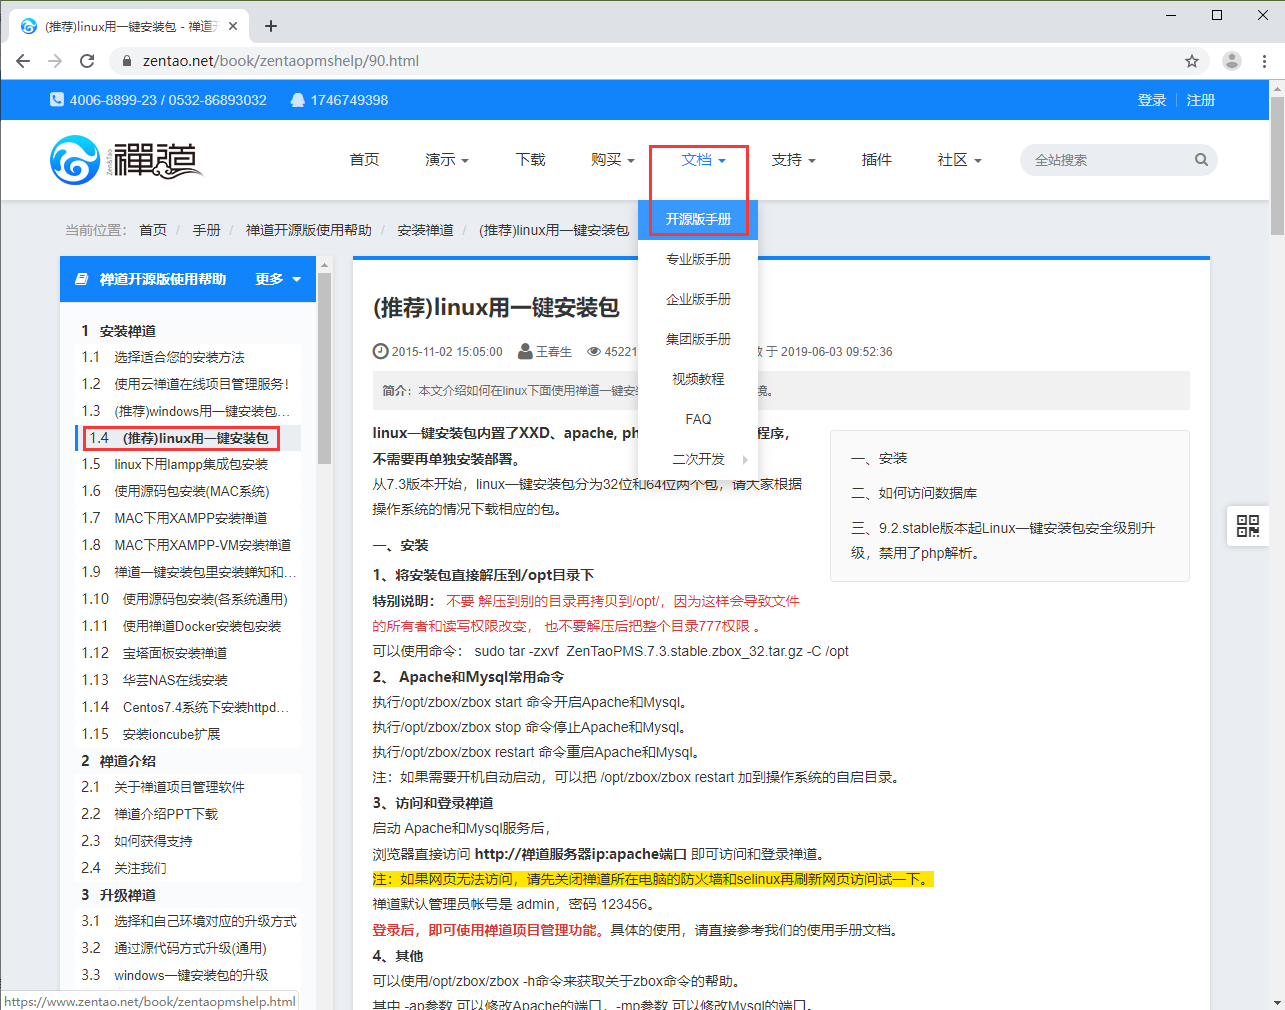 (推荐)linux用一键安装包 - 禅道开
zentao.net/book/zentaopmshelp/90.html
4006-8899-23 / 0532-86893032
1746749398
登录
注册
禅道
首页
演示
下载
购买
文档
支持
插件
社区
全站搜索
当前位置：
首页 / 手册 / 禅道开源版使用帮助 / 安装禅道 / (推荐)linux用一键安装包
开源版手册
专业版手册
企业版手册
集团版手册
视频教程
FAQ
二次开发
禅道开源版使用帮助
更多
1 安装禅道
1.1 选择适合您的安装方法
1.2 使用云禅道在线项目管理服务！
1.3 (推荐)windows用一键安装包…
1.4 (推荐)linux用一键安装包
1.5 linux下用lampp集成包安装
1.6 使用源码包安装(MAC系统)
1.7 MAC下用XAMPP安装禅道
1.8 MAC下用XAMPP-VM安装禅道
1.9 禅道一键安装包里安装蝉知和…
1.10 使用源码包安装(各系统通用)
1.11 使用禅道Docker安装包安装
1.12 宝塔面板安装禅道
1.13 华芸NAS在线安装
1.14 Centos7.4系统下安装httpd…
1.15 安装ioncube扩展
2 禅道介绍
2.1 关于禅道项目管理软件
2.2 禅道介绍PPT下载
2.3 如何获得支持
2.4 关注我们
3 升级禅道
3.1 选择和自己环境对应的升级方式
3.2 通过源代码方式升级(通用)
3.3 windows一键安装包的升级
https://www.zentao.net/book/zentaopmshelp.html
(推荐)linux用一键安装包
2015-11-02 15:05:00
王春生
45221
于 2019-06-03 09:52:36
简介：本文介绍如何在linux下面使用禅道一键安 境。
linux一键安装包内置了XXD、apache, ph 程序，
不需要再单独安装部署。
从7.3版本开始，linux一键安装包分为32位和64位两个包，请大家根据
操作系统的情况下载相应的包。
一、安装
二、如何访问数据库
三、9.2.stable版本起Linux一键安装包安全级别升
级，禁用了php解析。
一、安装
1、将安装包直接解压到/opt目录下
特别说明： 不要 解压到别的目录再拷贝到/opt/，因为这样会导致文件
的所有者和读写权限改变， 也不要解压后把整个目录777权限 。
可以使用命令： sudo tar -zxvf ZenTaoPMS.7.3.stable.zbox_32.tar.gz -C /opt
2、 Apache和Mysql常用命令
执行/opt/zbox/zbox start 命令开启Apache和Mysql。
执行/opt/zbox/zbox stop 命令停止Apache和Mysql。
执行/opt/zbox/zbox restart 命令重启Apache和Mysql。
注：如果需要开机自动启动，可以把 /opt/zbox/zbox restart 加到操作系统的自启目录。
3、访问和登录禅道
启动 Apache和Mysql服务后，
浏览器直接访问 http://禅道服务器ip:apache端口 即可访问和登录禅道。
注：如果网页无法访问，请先关闭禅道所在电脑的防火墙和selinux再刷新网页访问试一下。
禅道默认管理员帐号是 admin，密码 123456。
登录后，即可使用禅道项目管理功能。具体的使用，请直接参考我们的使用手册文档。
4、其他
可以使用/opt/zbox/zbox -h命令来获取关于zbox命令的帮助。
其中 -ap参数 可以修改Apache的端口，-mp参数 可以修改Mysql的端口。